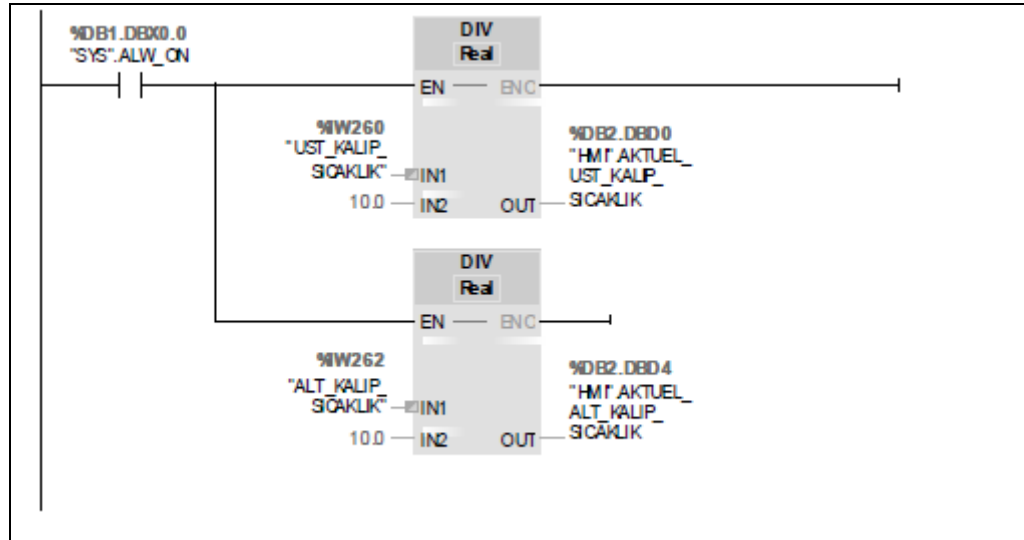 %DB1.DBX0.0
"SYS".ALW_ON
DIV
Real
EN
ENO
%IW260
"UST_KALIP_
SICAKLIK"
IN1
10.0
IN2
OUT
%DB2.DBD0
"HMI".AKTUEL_
UST_KALIP_
SICAKLIK
DIV
Real
EN
ENO
%IW262
"ALT_KALIP_
SICAKLIK"
IN1
10.0
IN2
OUT
%DB2.DBD4
"HMI".AKTUEL_
ALT_KALIP_
SICAKLIK